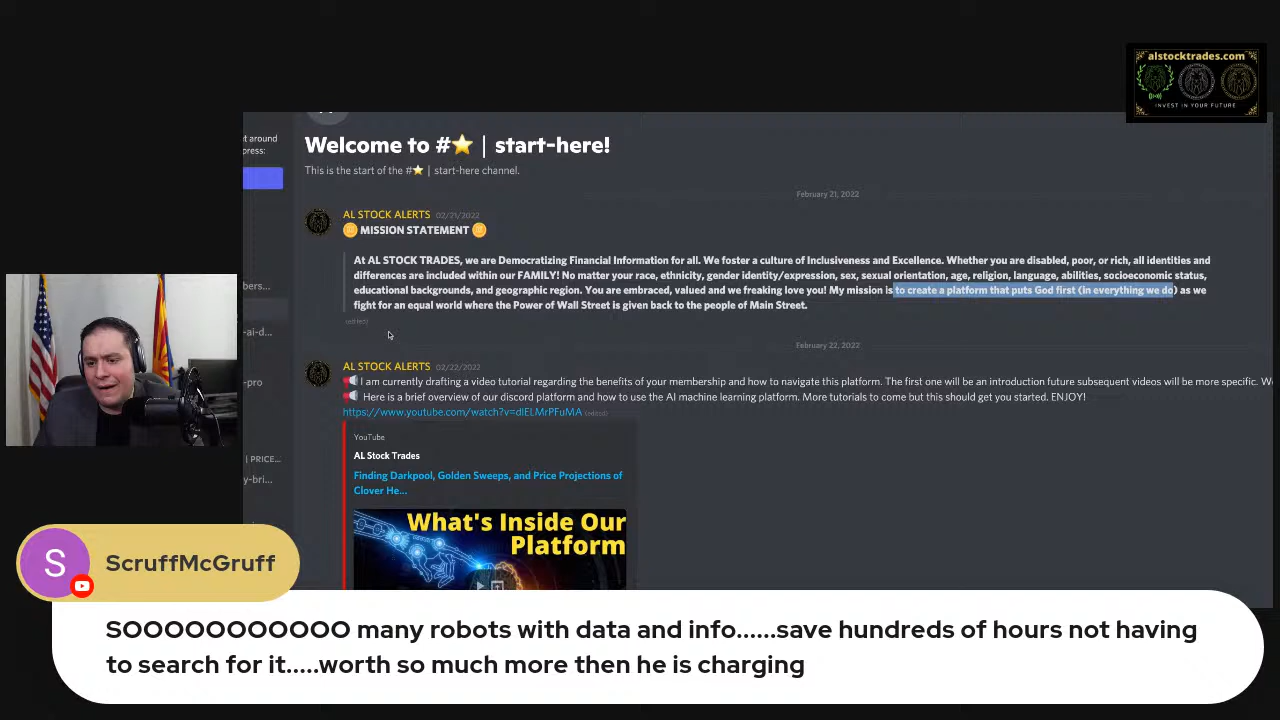 alstocktrades.com
INVEST IN YOUR FUTURE
t around
press:
Welcome to #⭐ | start-here!
This is the start of the #⭐ | start-here channel.
February 21, 2022
AL STOCK ALERTS 02/21/2022
MISSION STATEMENT
At AL STOCK TRADES, we are Democratizing Financial Information for all. We foster a culture of Inclusiveness and Excellence. Whether you are disabled, poor, or rich, all identities and
differences are included within our FAMILY! No matter your race, ethnicity, gender identity/expression, sex, sexual orientation, age, religion, language, abilities, socioeconomic status,
educational backgrounds, and geographic region. You are embraced, valued and we freaking love you! My mission is to create a platform that puts God first (in everything we do) as we
fight for an equal world where the Power of Wall Street is given back to the people of Main Street.
(edited)
bers...
-ai-d...
-pro
| PRICE...
y-bri...
February 22, 2022
AL STOCK ALERTS 02/22/2022
📢 I am currently drafting a video tutorial regarding the benefits of your membership and how to navigate this platform. The first one will be an introduction future subsequent videos will be more specific. W
📢 Here is a brief overview of our discord platform and how to use the AI machine learning platform. More tutorials to come but this should get you started. ENJOY!
https://www.youtube.com/watch?v=dIELMrPFuMA (edited)
YouTube
AL Stock Trades
Finding Darkpool, Golden Sweeps, and Price Projections of
Clover He...
What's Inside Our
Platform
S
ScruffMcGruff
SOOOOOOOOOOO many robots with data and info......save hundreds of hours not having
to search for it.....worth so much more then he is charging